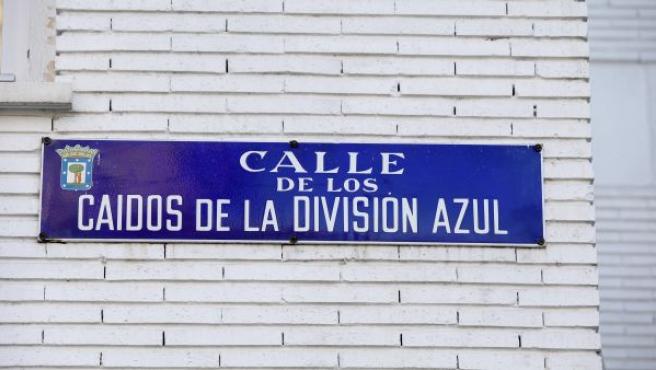 CALLE
DE LOS
CAIDOS DE LA DIVISIÓN AZUL